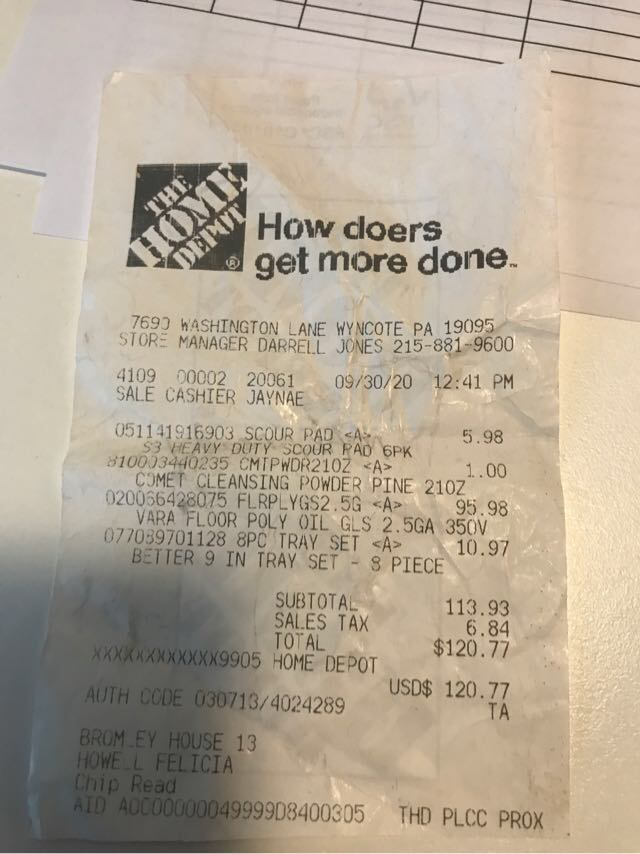 THE
HOME
DEPOT
®
How doers
get more done.™
7690 WASHINGTON LANE WYNCOTE PA 19095
STORE MANAGER DARRELL JONES 215-881-9600
4109 00002 20061 09/30/20 12:41 PM
SALE CASHIER JAYNAE
051141916903 SCOUR PAD <A> 5.98
S3 HEAVY DUTY SCOUR PAD 6PK
810003440235 CMTPWDR21OZ <A> 1.00
COMET CLEANSING POWDER PINE 21OZ
020066428075 FLRPLYGS2.5G <A> 95.98
VARA FLOOR POLY OIL GLS 2.5GA 350V
077089701128 8PC TRAY SET <A> 10.97
BETTER 9 IN TRAY SET - 8 PIECE
SUBTOTAL 113.93
SALES TAX 6.84
TOTAL $120.77
XXXXXXXXXXXX9905 HOME DEPOT
USD$ 120.77
AUTH CODE 030713/4024289 TA
BROMLEY HOUSE 13
HOWELL FELICIA
Chip Read
AID A0000000049999D8400305 THD PLCC PROX